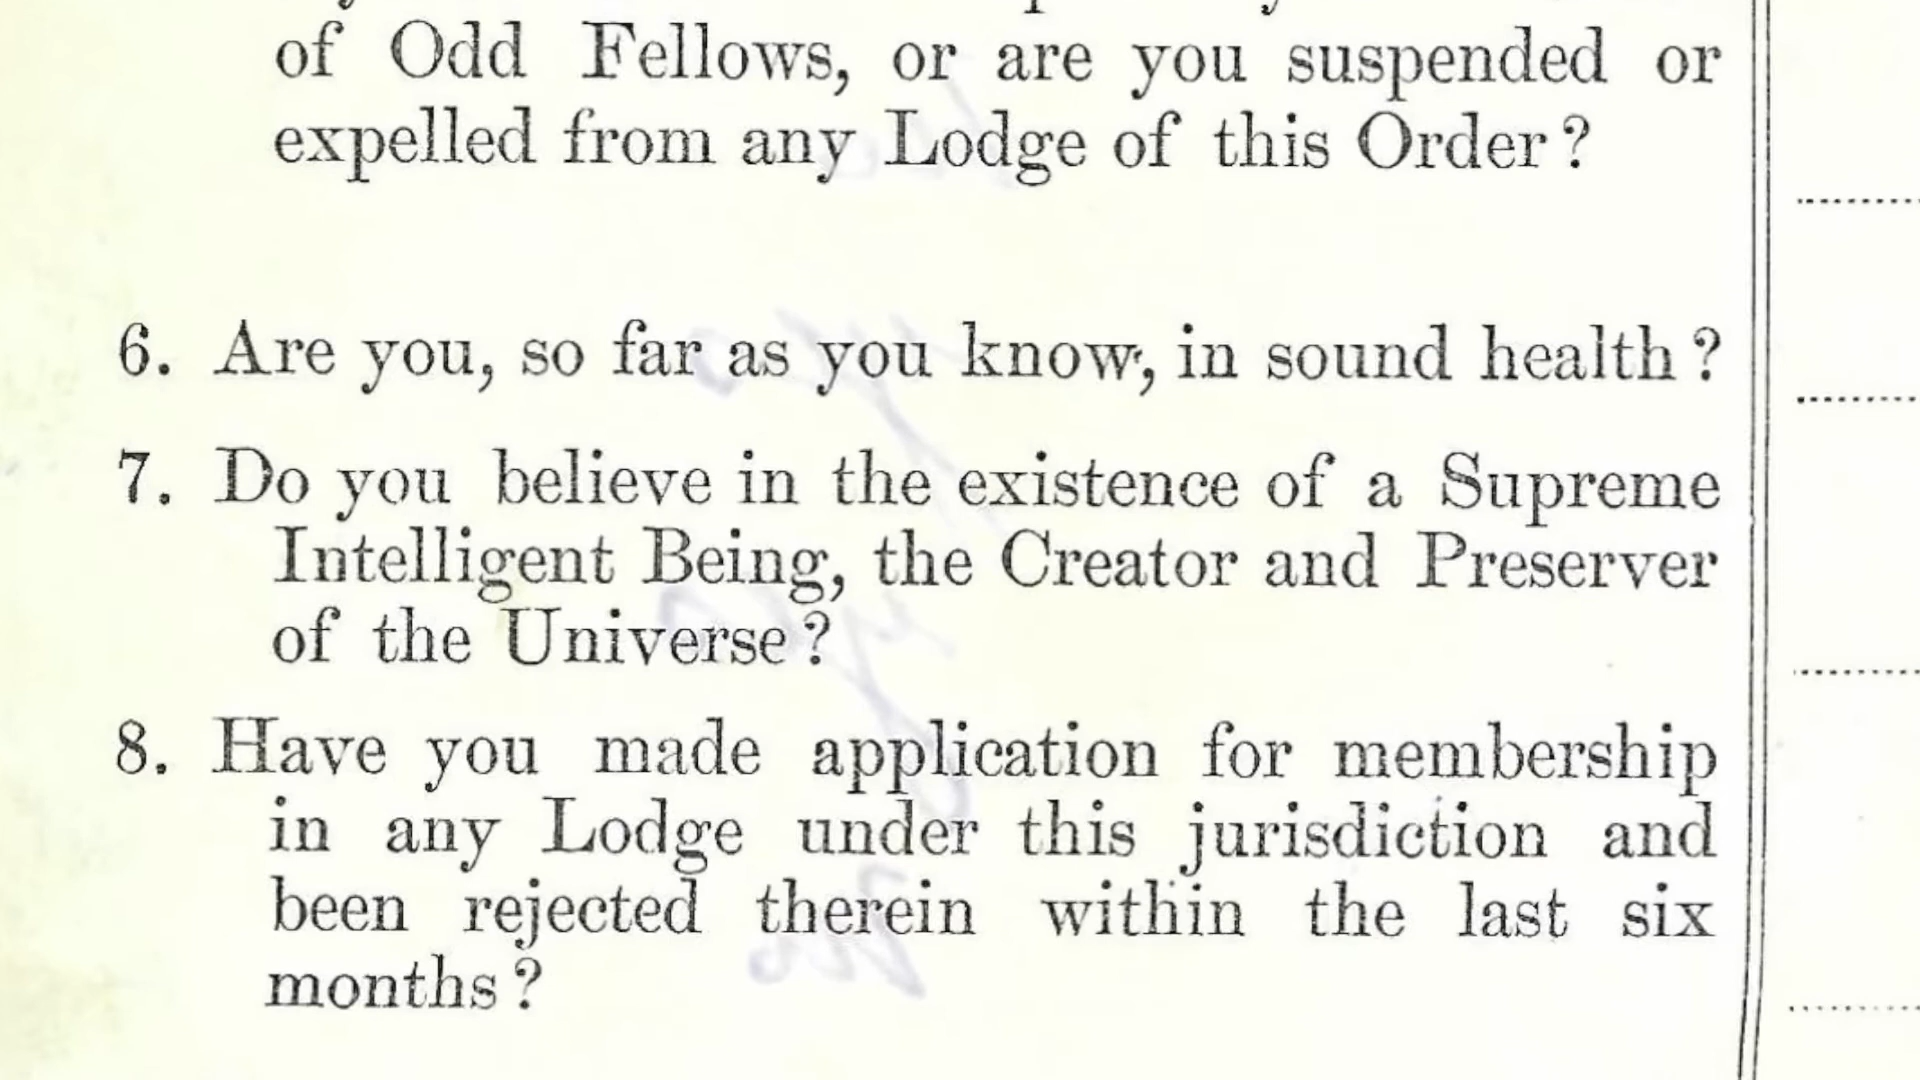 of Odd Fellows, or are you suspended or
expelled from any Lodge of this Order?
6. Are you, so far as you know, in sound health?
7. Do you believe in the existence of a Supreme
Intelligent Being, the Creator and Preserver
of the Universe?
8. Have you made application for membership
in any Lodge under this jurisdiction and
been rejected therein within the last six
months?